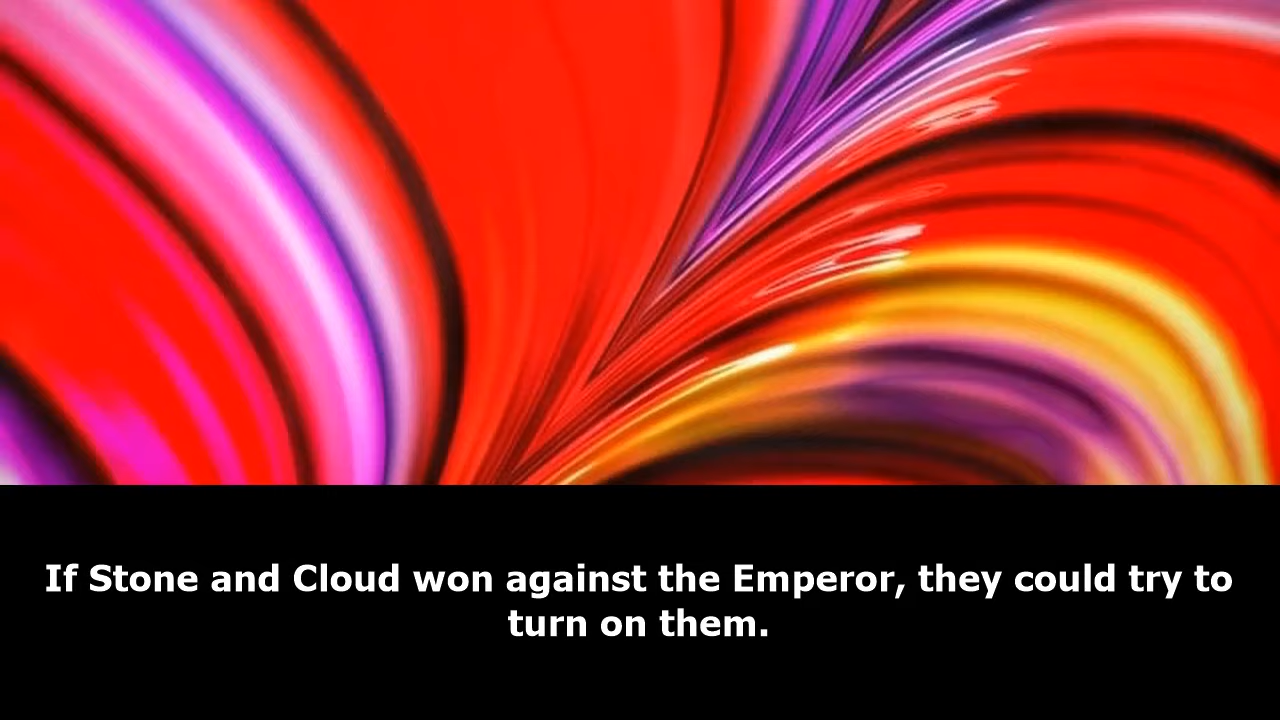 If Stone and Cloud won against the Emperor, they could try to
turn on them.